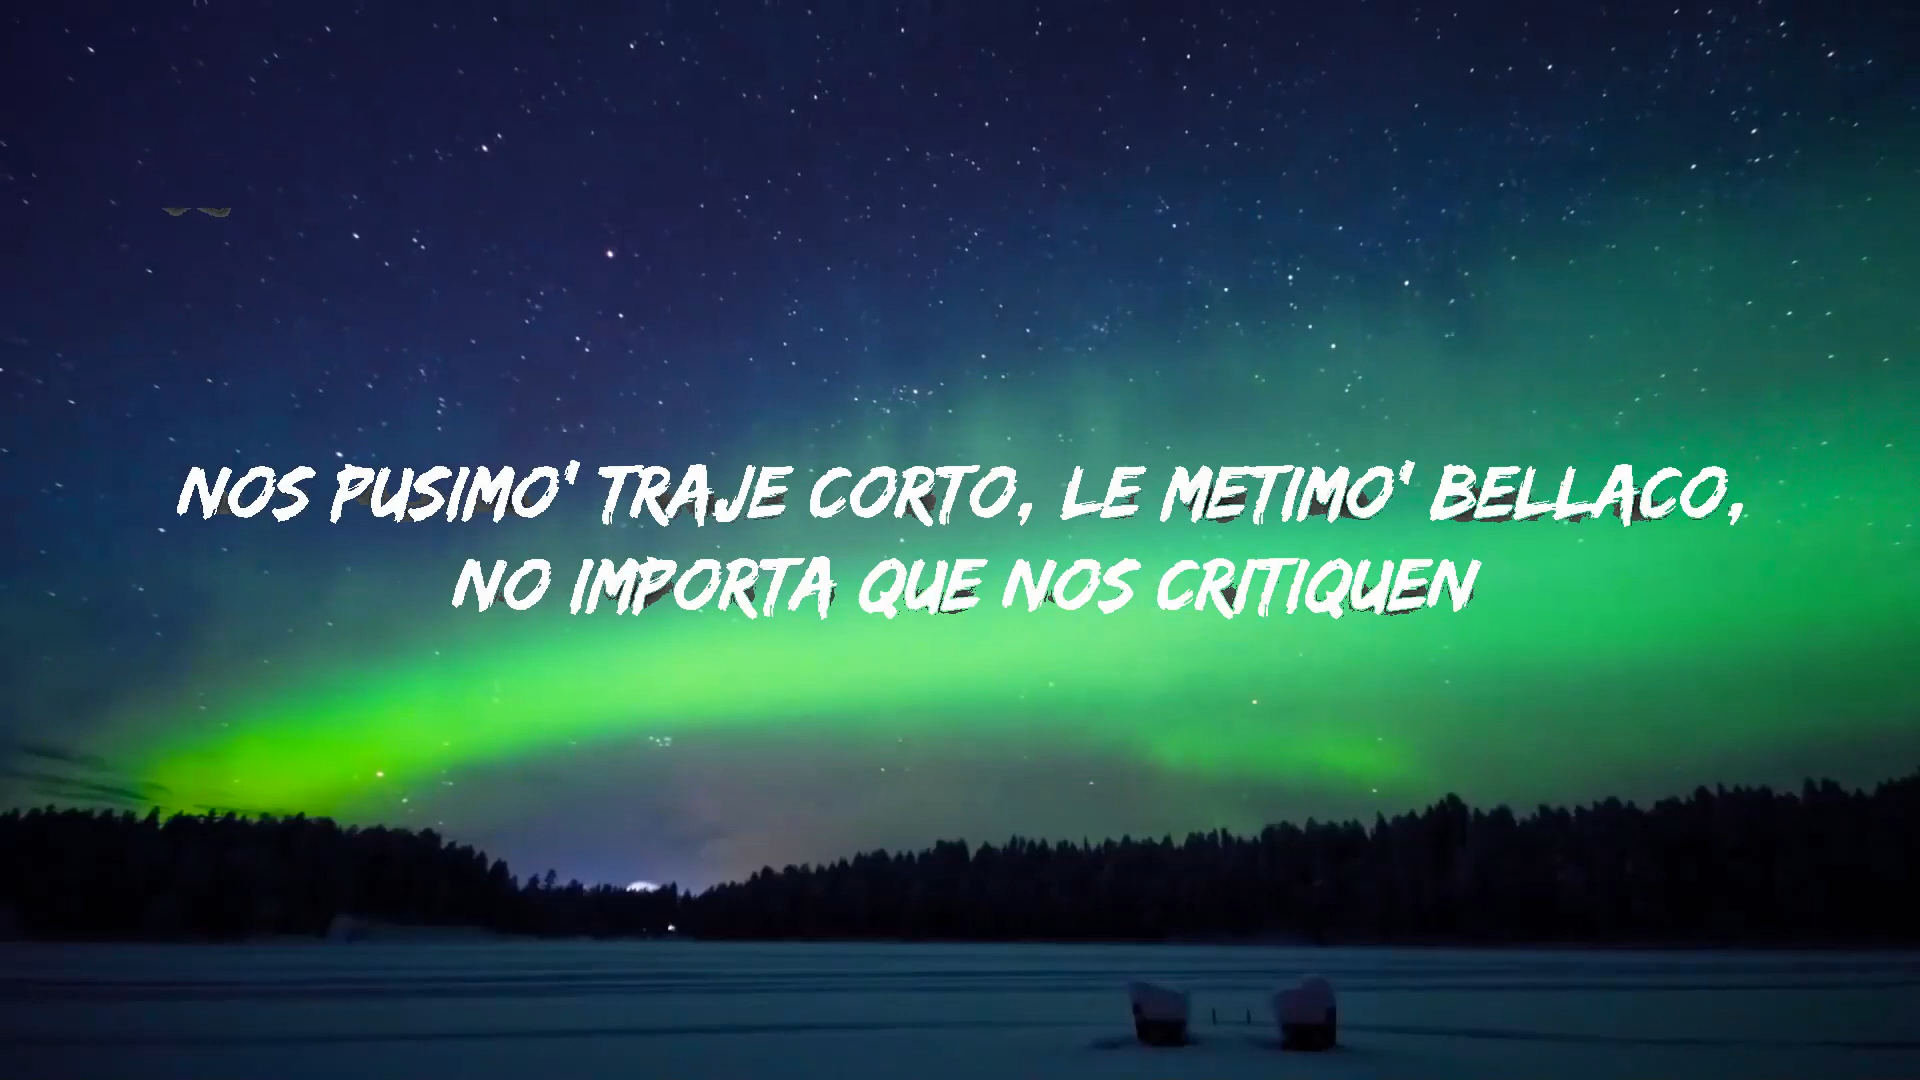 NOS PUSIMO' TRAJE CORTO, LE METIMO' BELLACO,
NO IMPORTA QUE NOS CRITIQUEN